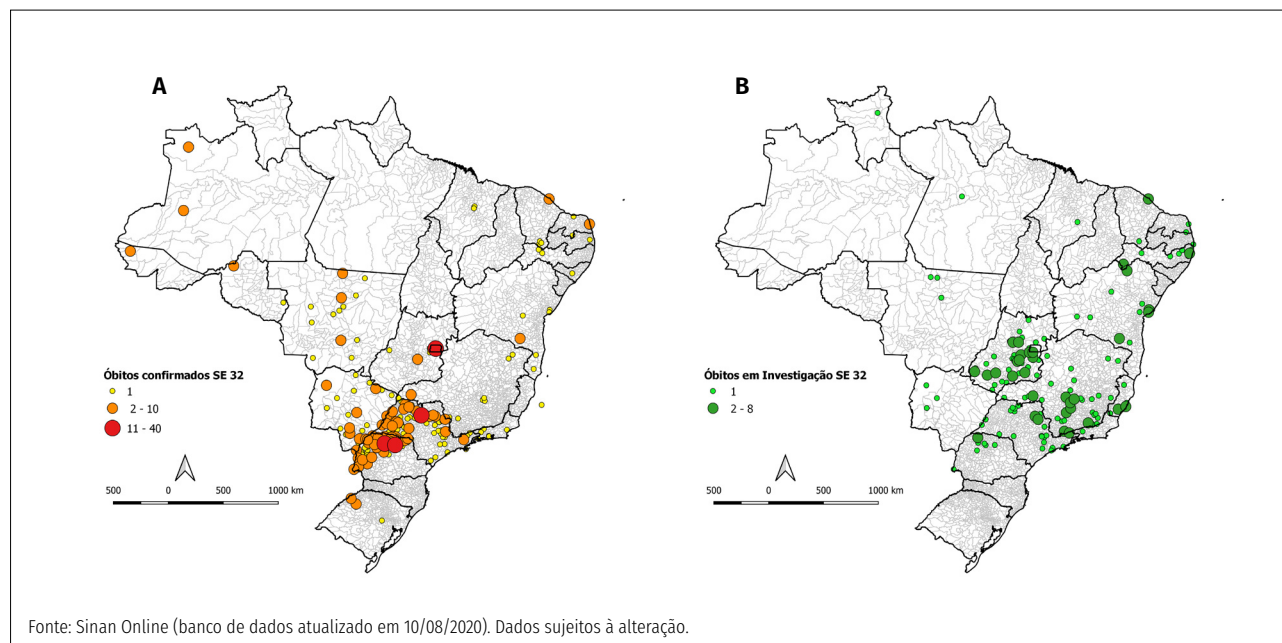 A
Óbitos confirmados SE 32
1
2 - 10
11 - 40
500 0 500 1000 km
B
Óbitos em Investigação SE 32
1
2 - 8
500 0 500 1000 km
Fonte: Sinan Online (banco de dados atualizado em 10/08/2020). Dados sujeitos à alteração.